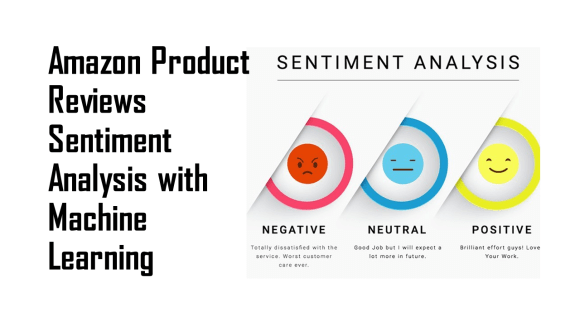 Amazon Product
Reviews
Sentiment
Analysis with
Machine
Learning
SENTIMENT ANALYSIS
NEGATIVE
Totally dissatisfied with the
service. Worst customer
care ever.
NEUTRAL
Good Job but I will expect a
lot more in future.
POSITIVE
Brilliant effort guys! Love
Your Work.